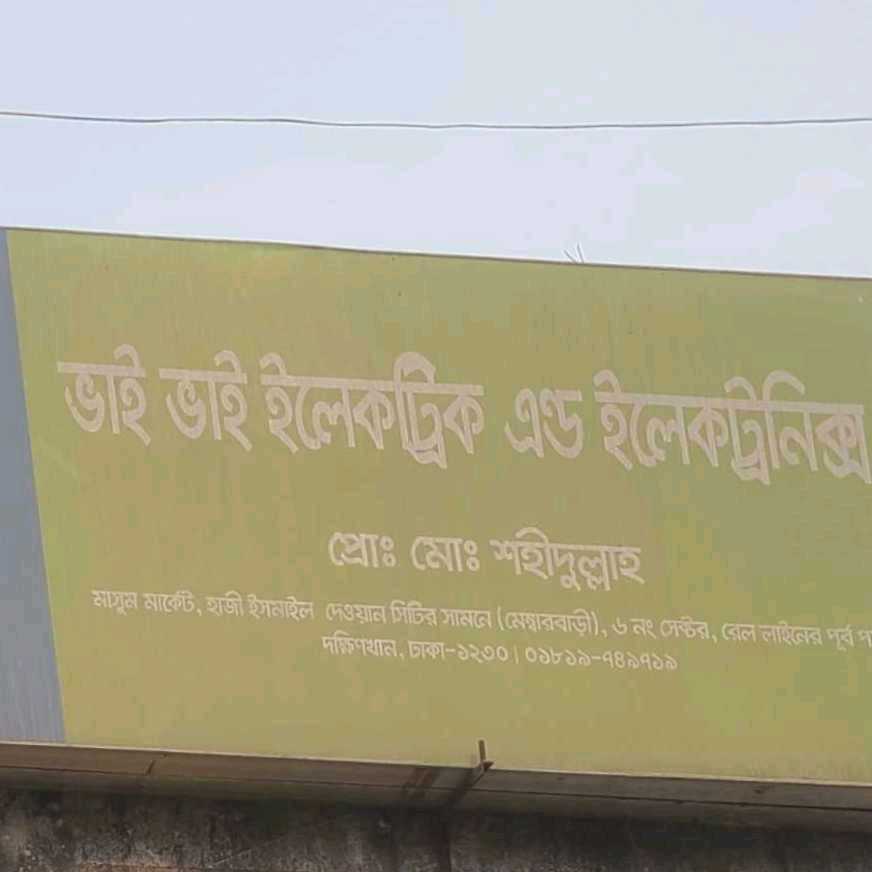 ভাই ভাই ইলেকট্রিক এন্ড ইলেকট্রনিক্স
প্রোঃ মোঃ শহীদুল্লাহ
মাসুম মার্কেট, হাজী ইসমাইল দেওয়ান সিটির সামনে (মেম্বারবাড়ী), ৬ নং সেক্টর, রেল লাইনের পূর্ব
দক্ষিণখান, ঢাকা-১২৩০। ০১৮১৯-৭৪৯৭১৯